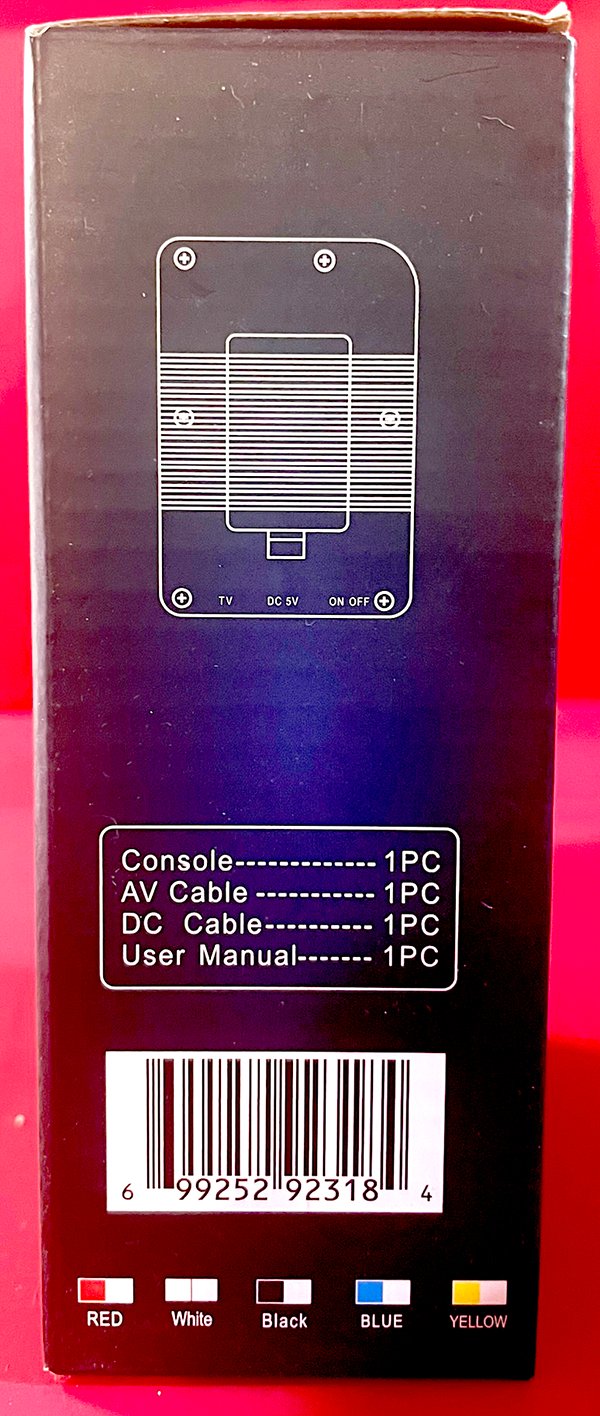 TV DC 5V ON OFF
Console------------- 1PC
AV Cable ----------- 1PC
DC Cable---------- 1PC
User Manual------- 1PC
6 99252 92318 4
RED White Black BLUE YELLOW